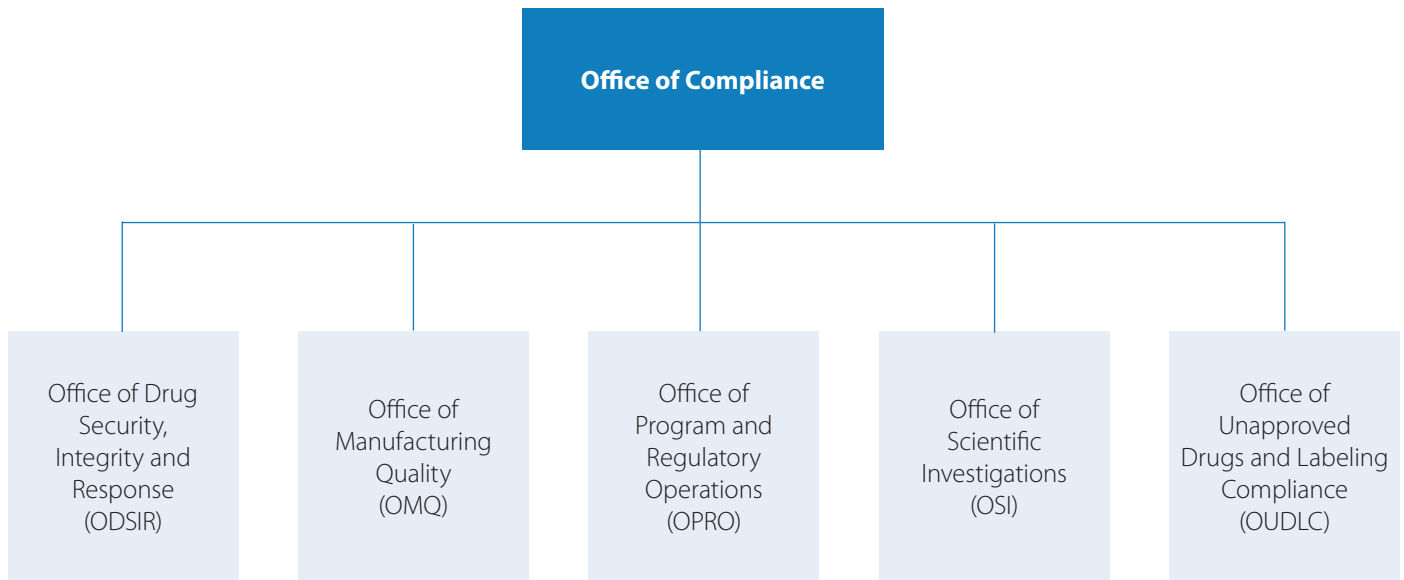 Office of Compliance
Office of Drug
Security,
Integrity and
Response
(ODSIR)
Office of
Manufacturing
Quality
(OMQ)
Office of
Program and
Regulatory
Operations
(OPRO)
Office of
Scientific
Investigations
(OSI)
Office of
Unapproved
Drugs and Labeling
Compliance
(OUDLC)